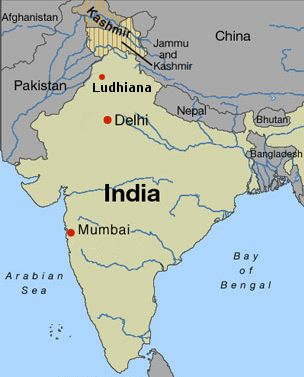 Afghanistan
Kashmir
China
Jammu
and
Kashmir
Pakistan
Ludhiana
Delhi
Nepal
Bhutan
Bangladesh
India
Mumbai
Arabian
Sea
Bay
of
Bengal